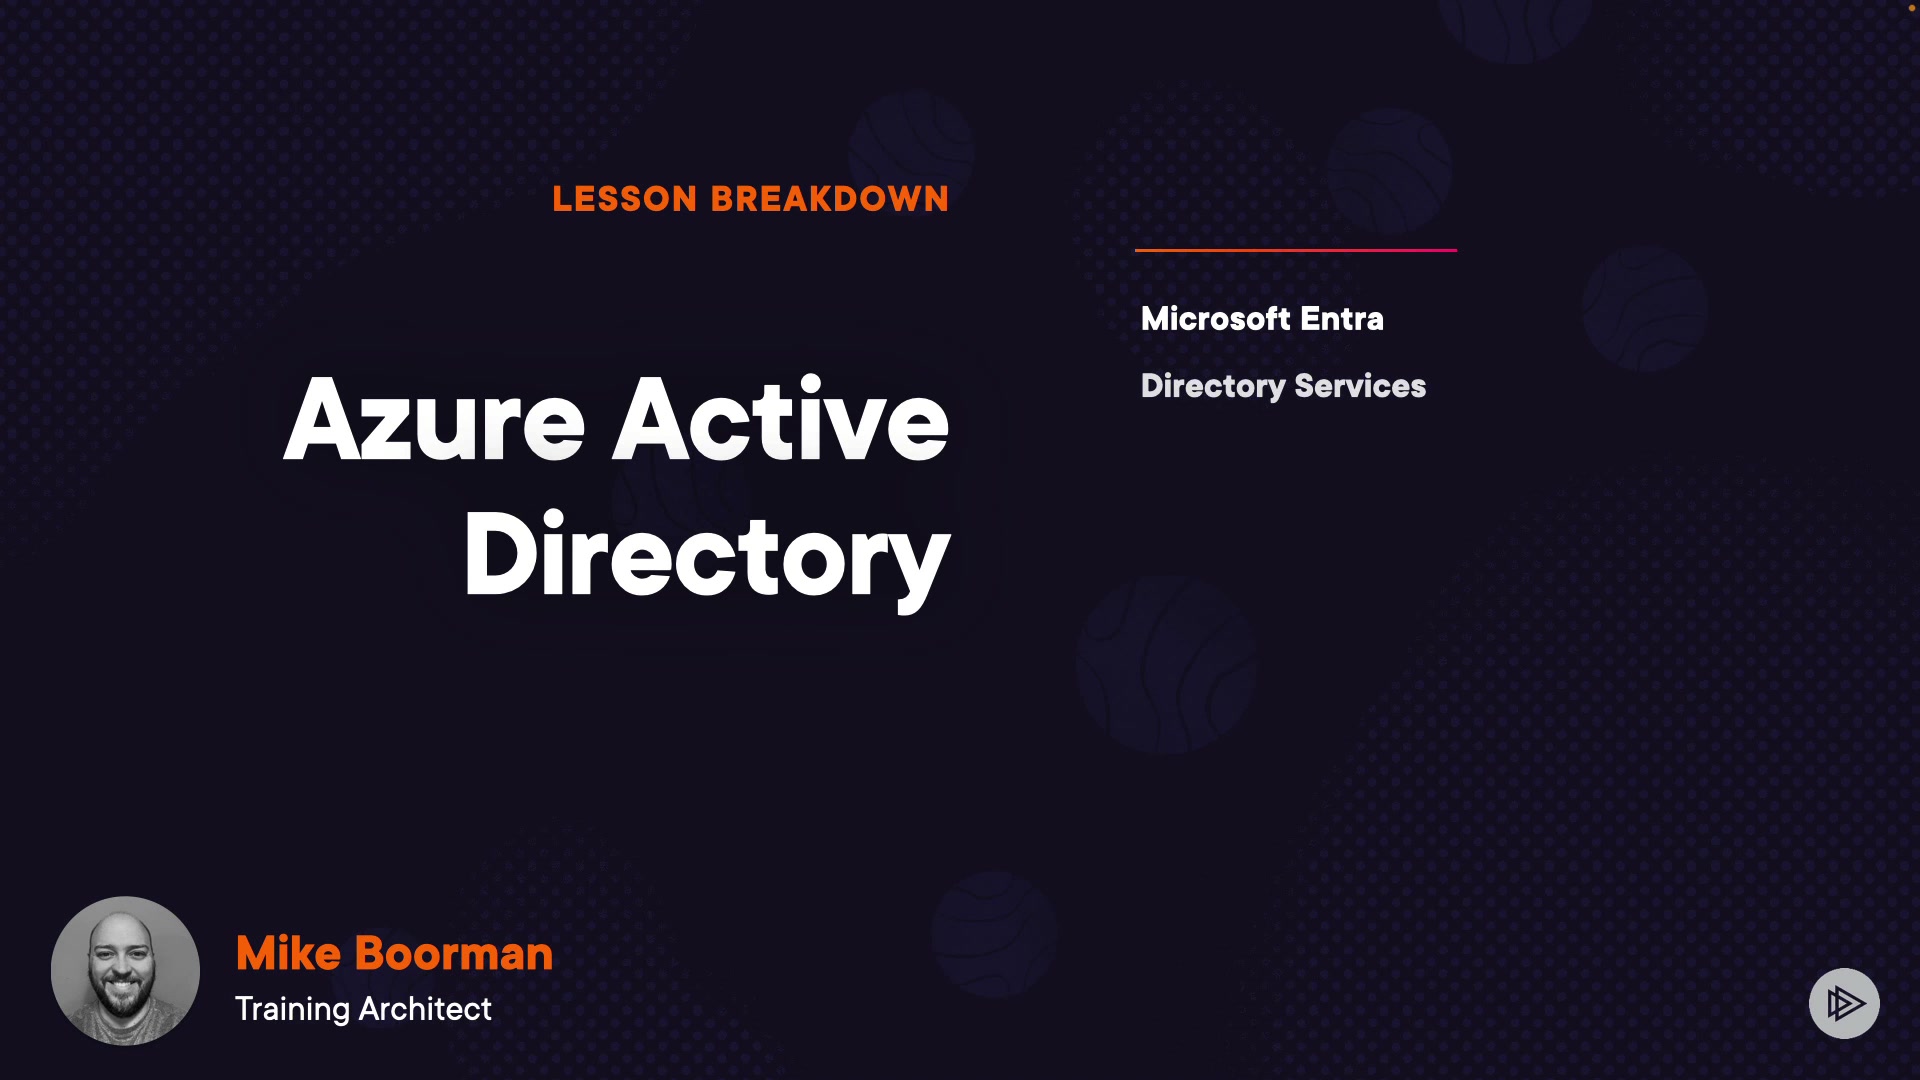 LESSON BREAKDOWN
Azure Active
Directory
Microsoft Entra
Directory Services
Mike Boorman
Training Architect